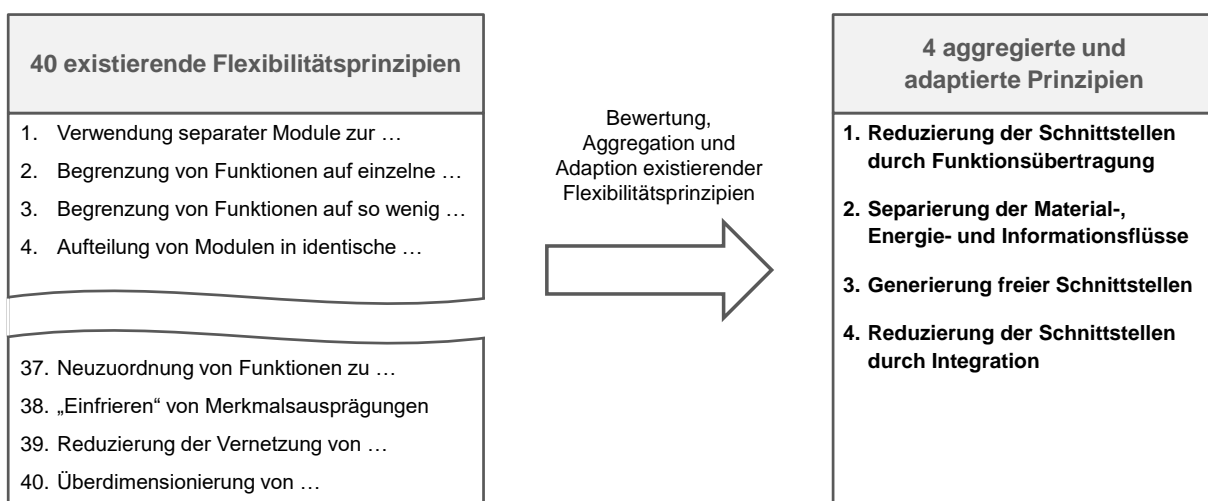 40 existierende Flexibilitätsprinzipien
1. Verwendung separater Module zur …
2. Begrenzung von Funktionen auf einzelne …
3. Begrenzung von Funktionen auf so wenig …
4. Aufteilung von Modulen in identische …
37. Neuzuordnung von Funktionen zu …
38. „Einfrieren“ von Merkmalsausprägungen
39. Reduzierung der Vernetzung von …
40. Überdimensionierung von …
Bewertung,
Aggregation und
Adaption existierender
Flexibilitätsprinzipien
4 aggregierte und
adaptierte Prinzipien
1. Reduzierung der Schnittstellen
durch Funktionsübertragung
2. Separierung der Material-,
Energie- und Informationsflüsse
3. Generierung freier Schnittstellen
4. Reduzierung der Schnittstellen
durch Integration